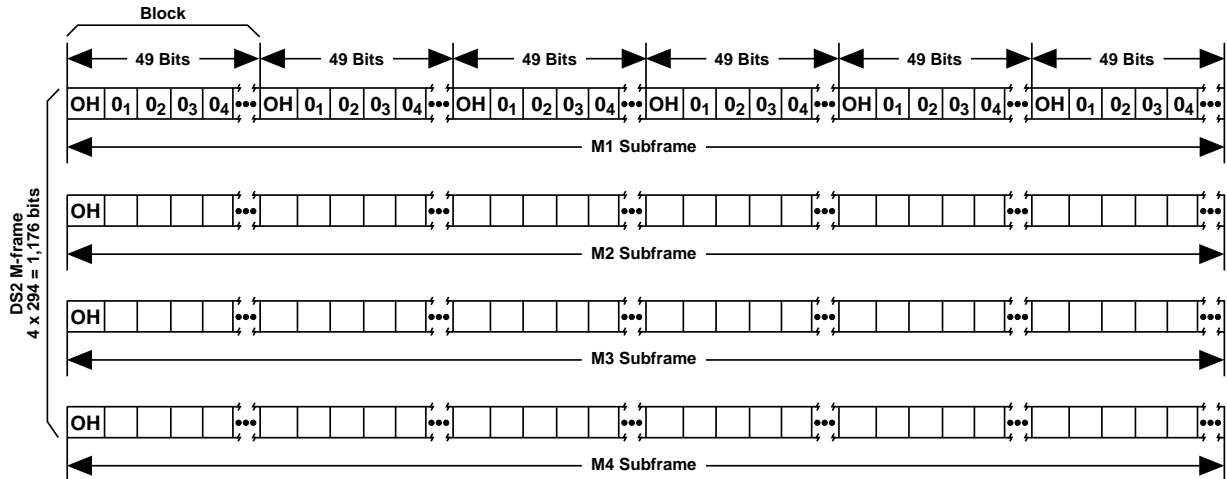 Block
49 Bits 49 Bits 49 Bits 49 Bits 49 Bits 49 Bits
OH 0₁ 0₂ 0₃ 0₄ ••• OH 0₁ 0₂ 0₃ 0₄ ••• OH 0₁ 0₂ 0₃ 0₄ ••• OH 0₁ 0₂ 0₃ 0₄ ••• OH 0₁ 0₂ 0₃ 0₄ ••• OH 0₁ 0₂ 0₃ 0₄ •••
M1 Subframe
DS2 M-frame
4 x 294 = 1,176 bits
OH ••• ••• ••• ••• ••• •••
M2 Subframe
OH ••• ••• ••• ••• ••• •••
M3 Subframe
OH ••• ••• ••• ••• ••• •••
M4 Subframe